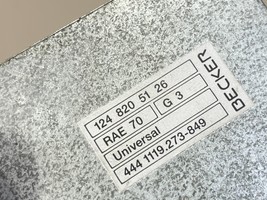 124 820 51 26
RAE 70 G 3
Universal
444 1119.273-849
BECKER